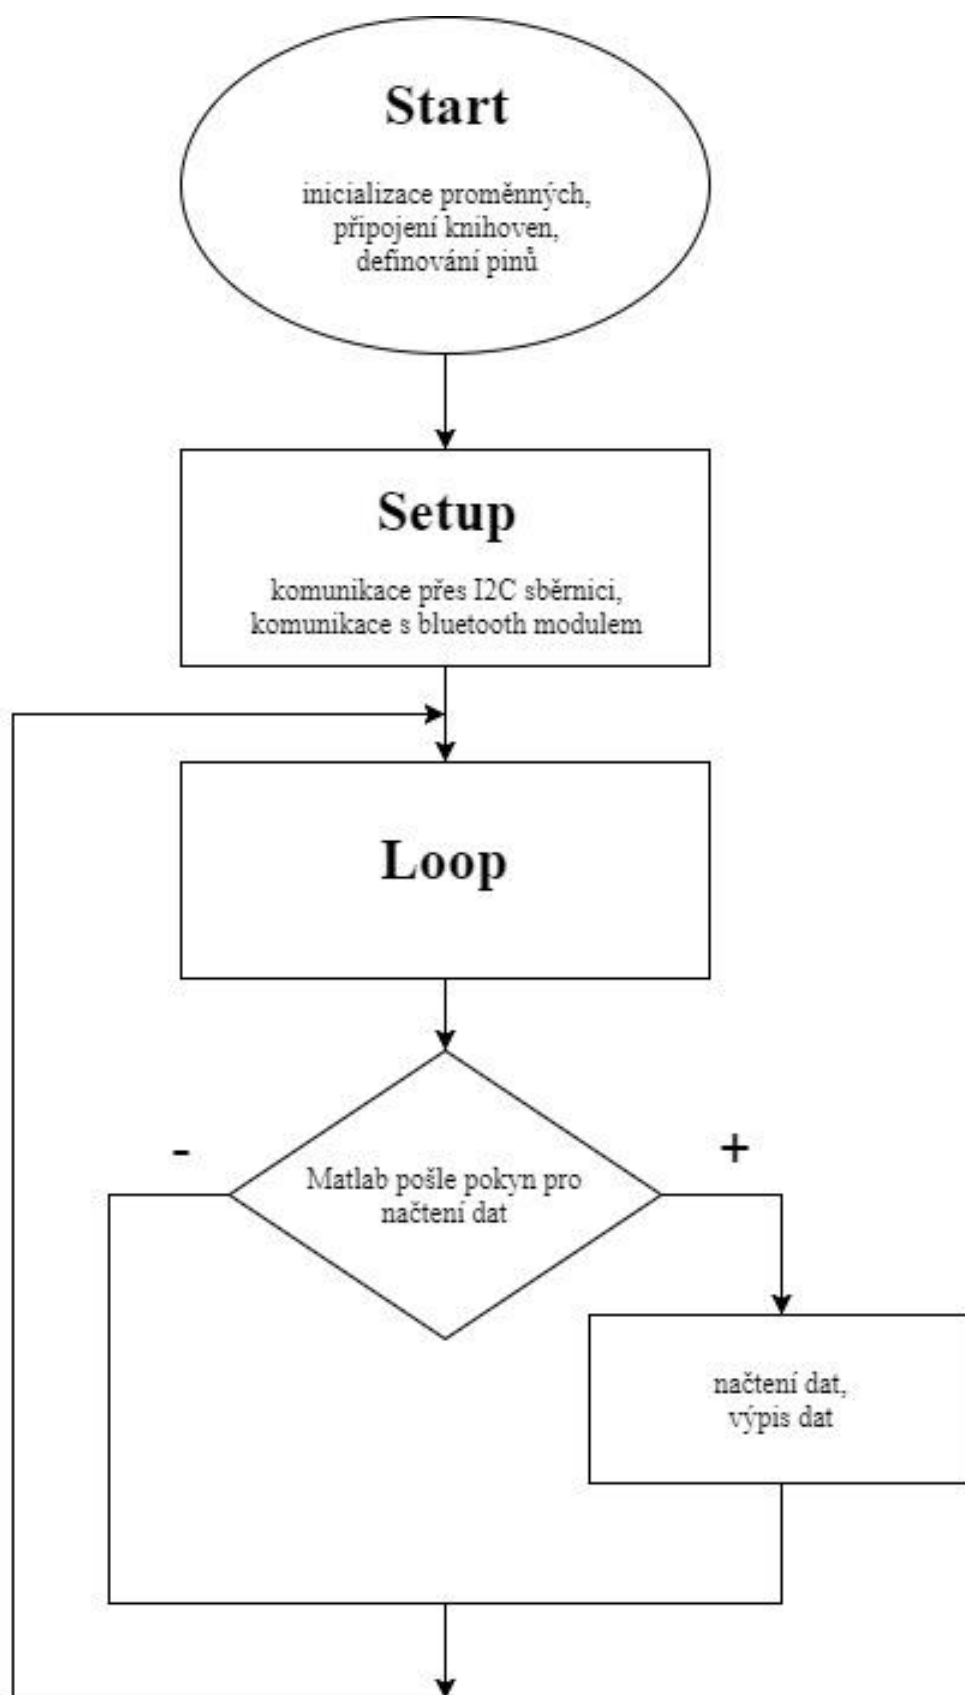 Start
inicializace proměnných,
připojení knihoven,
definování pinů
Setup
komunikace přes I2C sběrnici,
komunikace s bluetooth modulem
Loop
-
+
Matlab pošle pokyn pro
načtení dat
načtení dat,
výpis dat